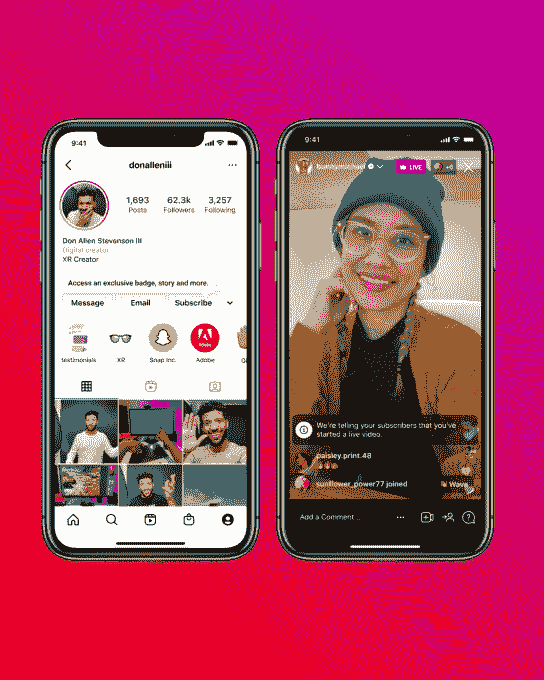 9:41
donalleniii
1,693
62.3k
3,257
Posts
Followers
Following
Don Allen Stevenson III
Digital creator
XR Creator
Access an exclusive badge, story and more.
Message
Email
Subscribe
testimonials
XR
Snap Inc.
Adobe
Adobe
9:41
LIVE
We're telling your subscribers that you've
started a live video.
paisley.print.48
sunflower_power77 joined
Wave
Add a Comment...